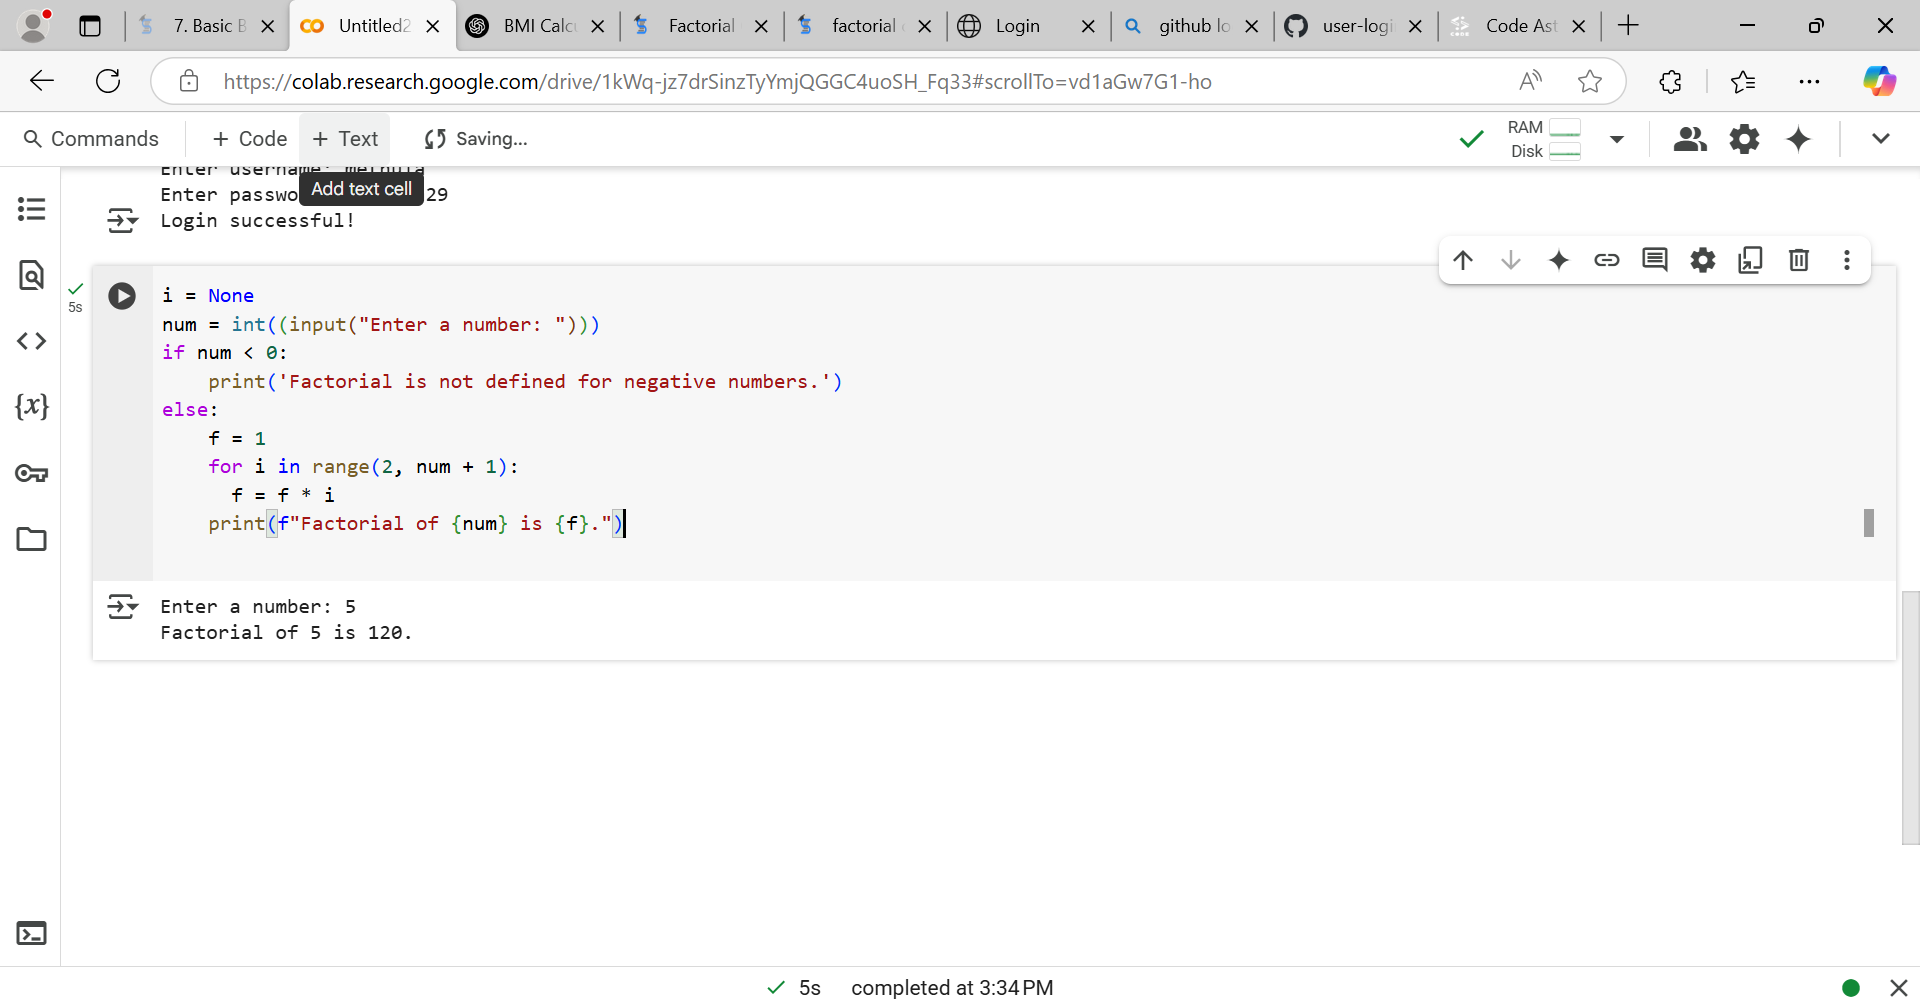 7. Basic B
Untitled2
BMI Calcu
Factorial
factorial
Login
github lo
user-logi
Code Ast
https://colab.research.google.com/drive/1kWq-jz7drSinzTyYmjQGGC4uoSH_Fq33#scrollTo=vd1aGw7G1-ho
Commands
+ Code
+ Text
Saving...
RAM
Disk
Enter username:
Add text cell
Enter passwo 29
Login successful!
5s
i = None
num = int((input("Enter a number: ")))
if num < 0:
    print('Factorial is not defined for negative numbers.')
else:
    f = 1
    for i in range(2, num + 1):
      f = f * i
    print(f"Factorial of {num} is {f}.")
Enter a number: 5
Factorial of 5 is 120.
5s completed at 3:34 PM